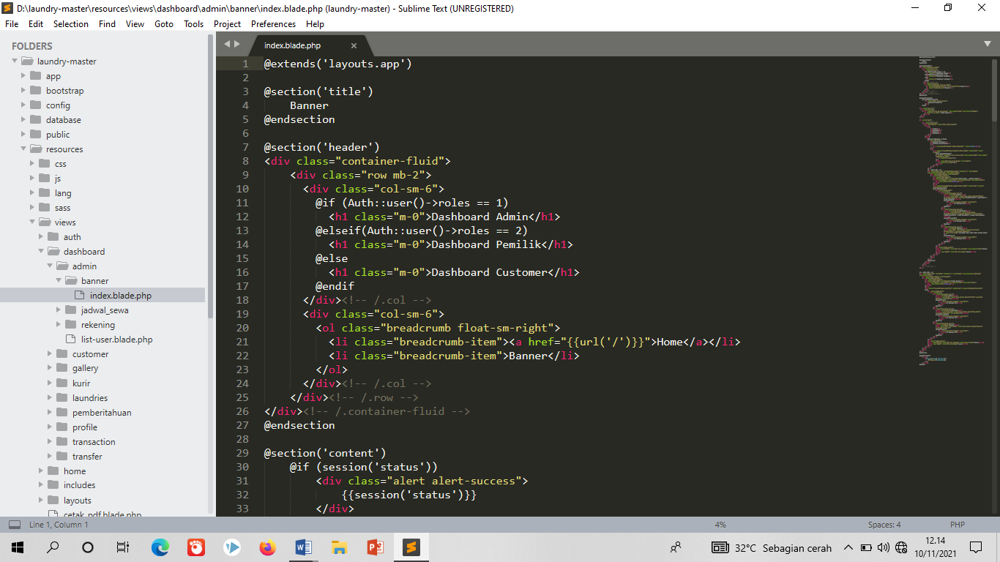 D:\laundry-master\resources\views\dashboard\admin\banner\index.blade.php (laundry-master) - Sublime Text (UNREGISTERED)
File Edit Selection Find View Goto Tools Project Preferences Help
FOLDERS
laundry-master
app
bootstrap
config
database
public
resources
css
js
lang
sass
views
auth
dashboard
admin
banner
index.blade.php
jadwal_sewa
rekening
list-user.blade.php
customer
gallery
kurir
laundries
pemberitahuan
profile
transaction
transfer
home
includes
layouts
cetak_pdf.blade.php
index.blade.php
1 @extends('layouts.app')
2
3 @section('title')
4     Banner
5 @endsection
6
7 @section('header')
8 <div class="container-fluid">
9     <div class="row mb-2">
10       <div class="col-sm-6">
11         @if (Auth::user()->roles == 1)
12           <h1 class="m-0">Dashboard Admin</h1>
13         @elseif(Auth::user()->roles == 2)
14           <h1 class="m-0">Dashboard Pemilik</h1>
15         @else
16           <h1 class="m-0">Dashboard Customer</h1>
17         @endif
18       </div><!-- /.col -->
19       <div class="col-sm-6">
20         <ol class="breadcrumb float-sm-right">
21           <li class="breadcrumb-item"><a href="{{url('/')}}">Home</a></li>
22           <li class="breadcrumb-item">Banner</li>
23         </ol>
24       </div><!-- /.col -->
25     </div><!-- /.row -->
26 </div><!-- /.container-fluid -->
27 @endsection
28
29 @section('content')
30     @if (session('status'))
31         <div class="alert alert-success">
32             {{session('status')}}
33         </div>
Line 1, Column 1 4% Spaces: 4 PHP
32°C Sebagian cerah 12.14
10/11/2021